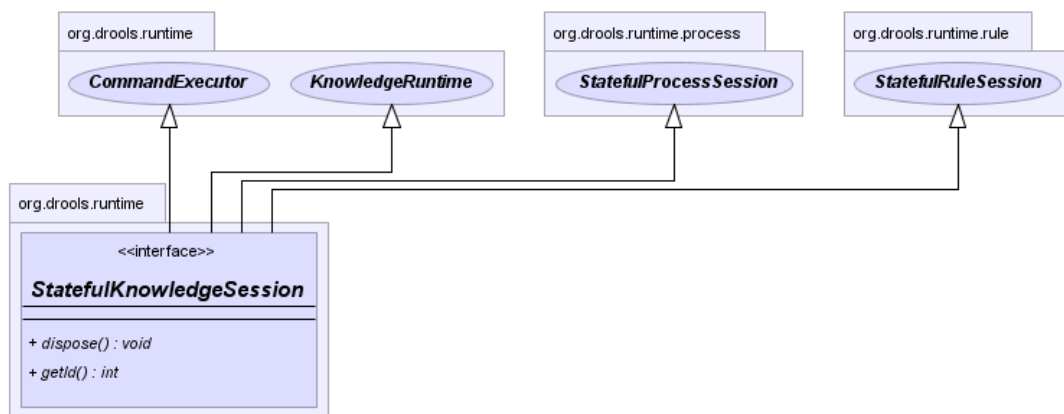 org.drools.runtime
CommandExecutor
KnowledgeRuntime
org.drools.runtime.process
StatefulProcessSession
org.drools.runtime.rule
StatefulRuleSession
org.drools.runtime
<<interface>>
StatefulKnowledgeSession
+ dispose() : void
+ getId() : int